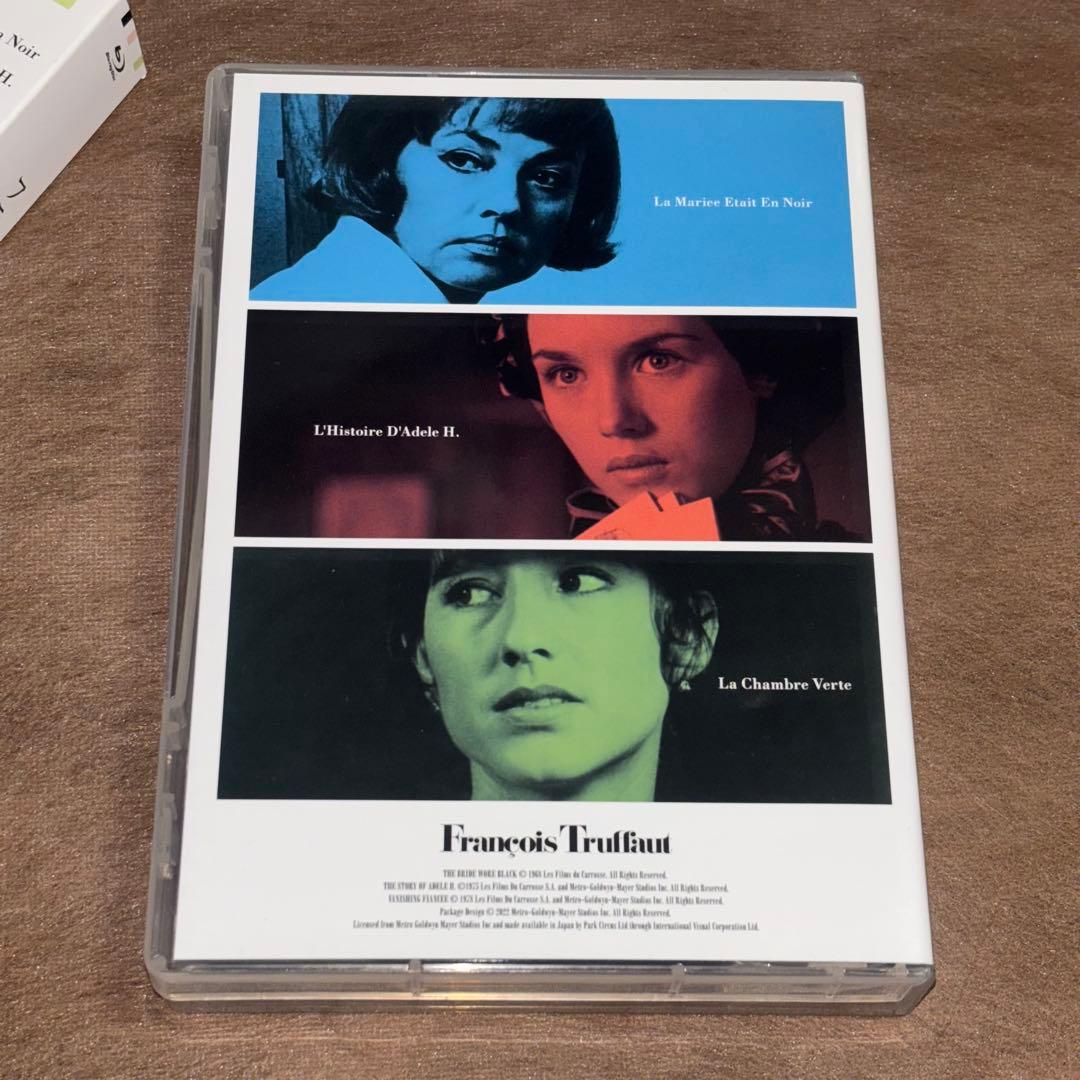 Noir
H.
La Mariee Etait En Noir
L'Histoire D'Adele H.
La Chambre Verte
François Truffaut
THE BRIDE WORE BLACK © 1968 Les Films du Carrosse. All Rights Reserved.
THE STORY OF ADELE H. ©1975 Les Films Du Carrosse S.A. and Metro-Goldwyn-Mayer Studios Inc. All Rights Reserved.
VANISHING FIANCEE © 1978 Les Films Du Carrosse S.A. and Metro-Goldwyn-Mayer Studios Inc. All Rights Reserved.
Package Design © 2022 Metro-Goldwyn-Mayer Studios Inc. All Rights Reserved.
Licensed from Metro Goldwyn Mayer Studios Inc and made available in Japan by Park Circus Ltd through International Visual Corporation Ltd.